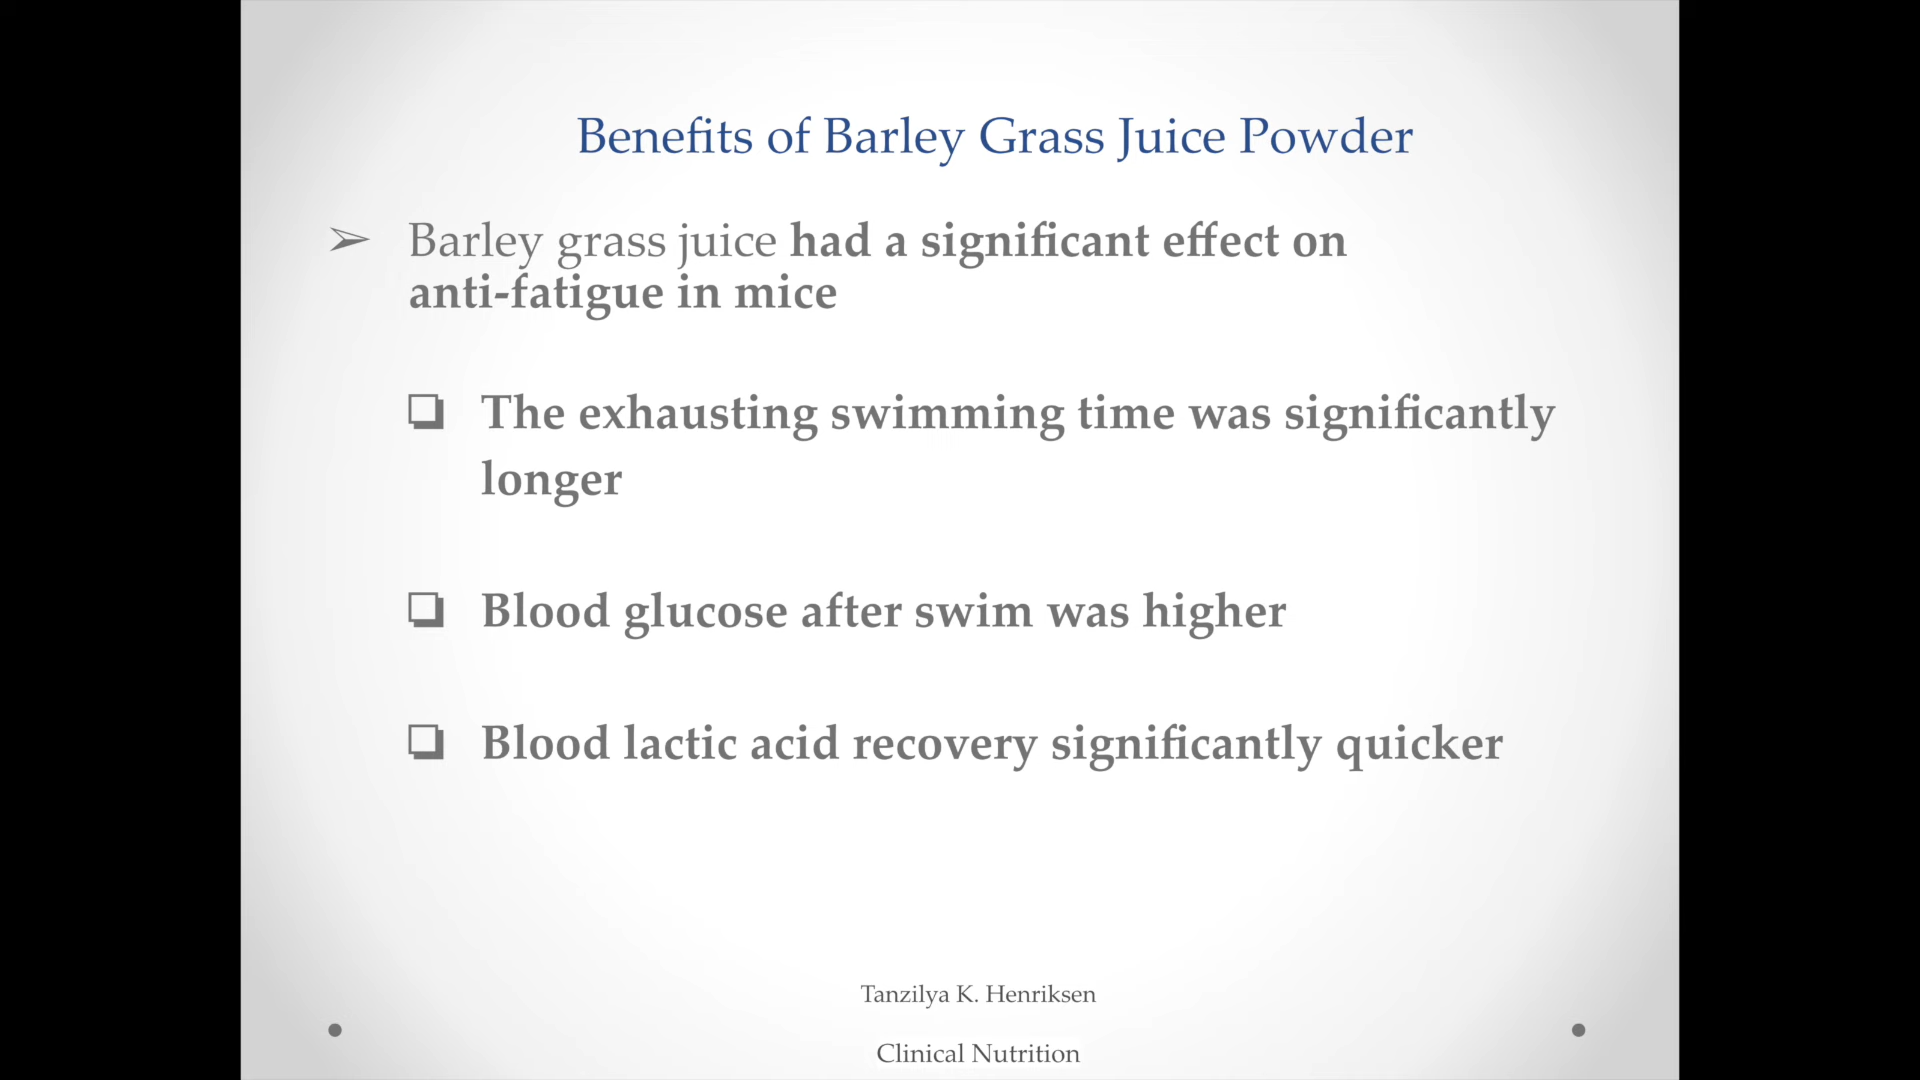 Benefits of Barley Grass Juice Powder
➢ Barley grass juice had a significant effect on
anti-fatigue in mice
❑ The exhausting swimming time was significantly
longer
❑ Blood glucose after swim was higher
❑ Blood lactic acid recovery significantly quicker
Tanzilya K. Henriksen
Clinical Nutrition